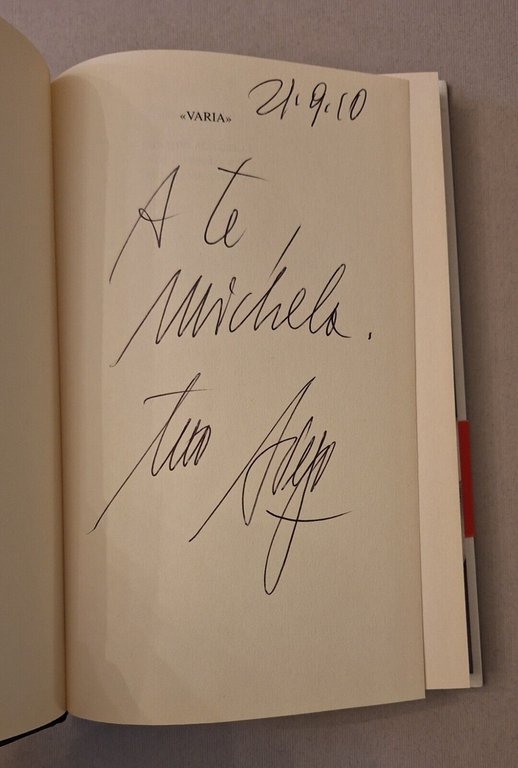 «VARIA» 21.9.10
A te,
Michela.
tuo